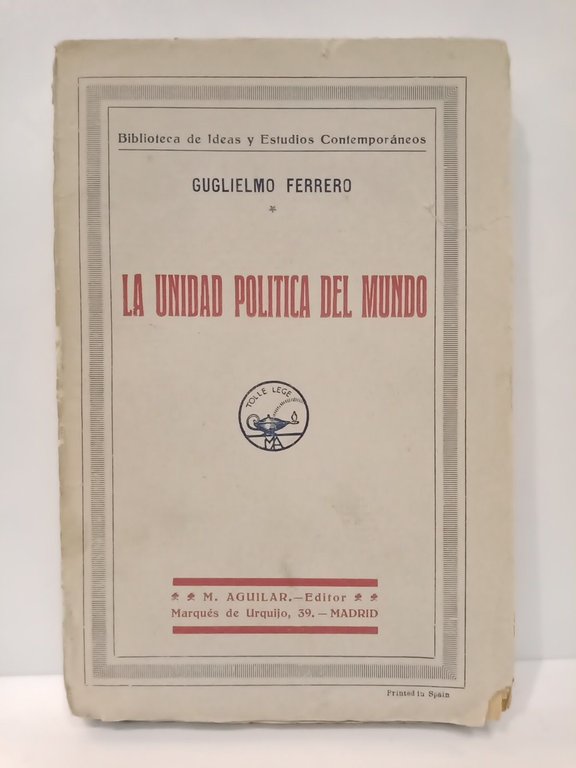 Biblioteca de Ideas y Estudios Contemporáneos
GUGLIELMO FERRERO
*
LA UNIDAD POLITICA DEL MUNDO
TOLLE LEGE
MA
M. AGUILAR.—Editor
Marqués de Urquijo, 39.—MADRID
Printed in Spain